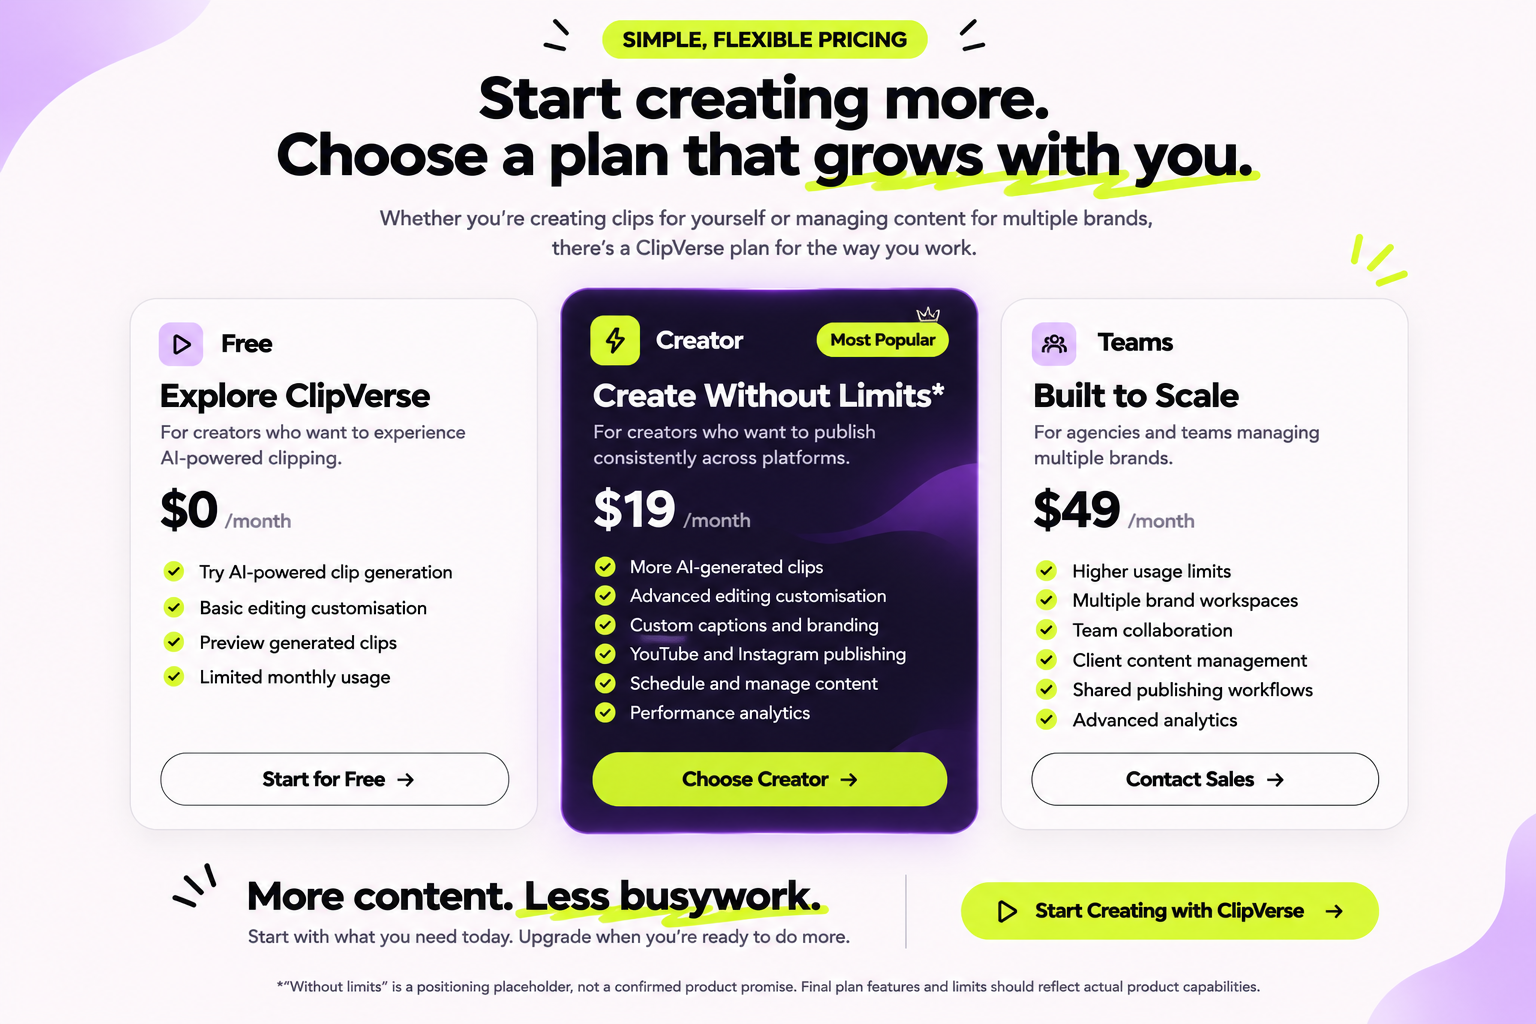 SIMPLE, FLEXIBLE PRICING
Start creating more.
Choose a plan that grows with you.
Whether you’re creating clips for yourself or managing content for multiple brands,
there’s a ClipVerse plan for the way you work.
Free
Explore ClipVerse
For creators who want to experience
AI-powered clipping.
$0 /month
Try AI-powered clip generation
Basic editing customisation
Preview generated clips
Limited monthly usage
Start for Free →
Creator
Most Popular
Create Without Limits*
For creators who want to publish
consistently across platforms.
$19 /month
More AI-generated clips
Advanced editing customisation
Custom captions and branding
YouTube and Instagram publishing
Schedule and manage content
Performance analytics
Choose Creator →
Teams
Built to Scale
For agencies and teams managing
multiple brands.
$49 /month
Higher usage limits
Multiple brand workspaces
Team collaboration
Client content management
Shared publishing workflows
Advanced analytics
Contact Sales →
More content. Less busywork.
Start with what you need today. Upgrade when you’re ready to do more.
Start Creating with ClipVerse →
*“Without limits” is a positioning placeholder, not a confirmed product promise. Final plan features and limits should reflect actual product capabilities.